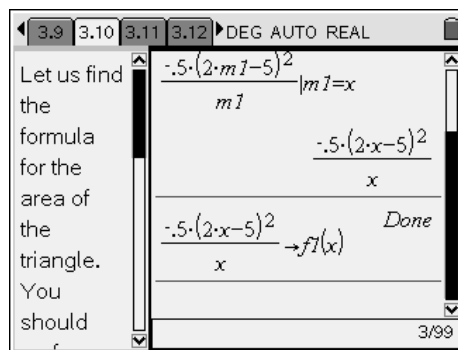 3.9 3.10 3.11 3.12 DEG AUTO REAL
Let us find
the
formula
for the
area of
the
triangle.
You
should
-.5·(2·m1-5)²/m1|m1=x
-.5·(2·x-5)²/x
-.5·(2·x-5)²/x→f1(x) Done
3/99